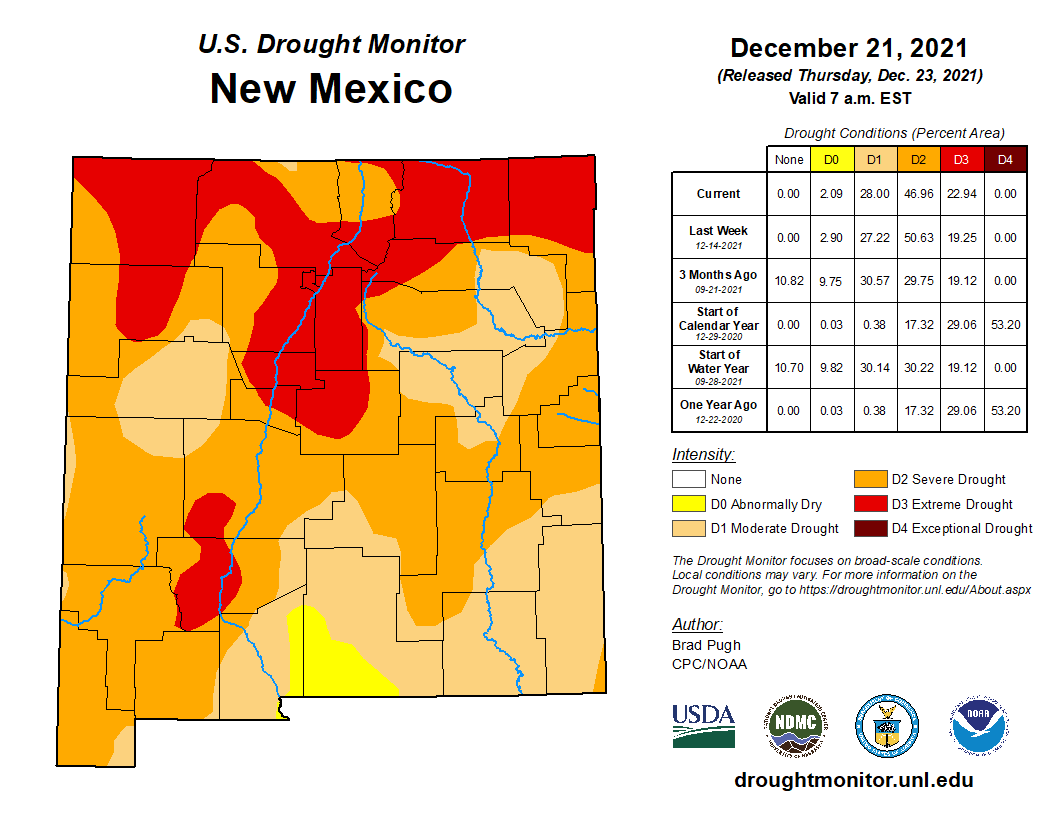 U.S. Drought Monitor
New Mexico
December 21, 2021
(Released Thursday, Dec. 23, 2021)
Valid 7 a.m. EST
Drought Conditions (Percent Area)
None D0 D1 D2 D3 D4
Current 0.00 2.09 28.00 46.96 22.94 0.00
Last Week
12-14-2021 0.00 2.90 27.22 50.63 19.25 0.00
3 Months Ago
09-21-2021 10.82 9.75 30.57 29.75 19.12 0.00
Start of
Calendar Year
12-29-2020 0.00 0.03 0.38 17.32 29.06 53.20
Start of
Water Year
09-28-2021 10.70 9.82 30.14 30.22 19.12 0.00
One Year Ago
12-22-2020 0.00 0.03 0.38 17.32 29.06 53.20
Intensity:
None
D0 Abnormally Dry
D1 Moderate Drought
D2 Severe Drought
D3 Extreme Drought
D4 Exceptional Drought
The Drought Monitor focuses on broad-scale conditions.
Local conditions may vary. For more information on the
Drought Monitor, go to https://droughtmonitor.unl.edu/About.aspx
Author:
Brad Pugh
CPC/NOAA
USDA
NDMC
NOAA
droughtmonitor.unl.edu